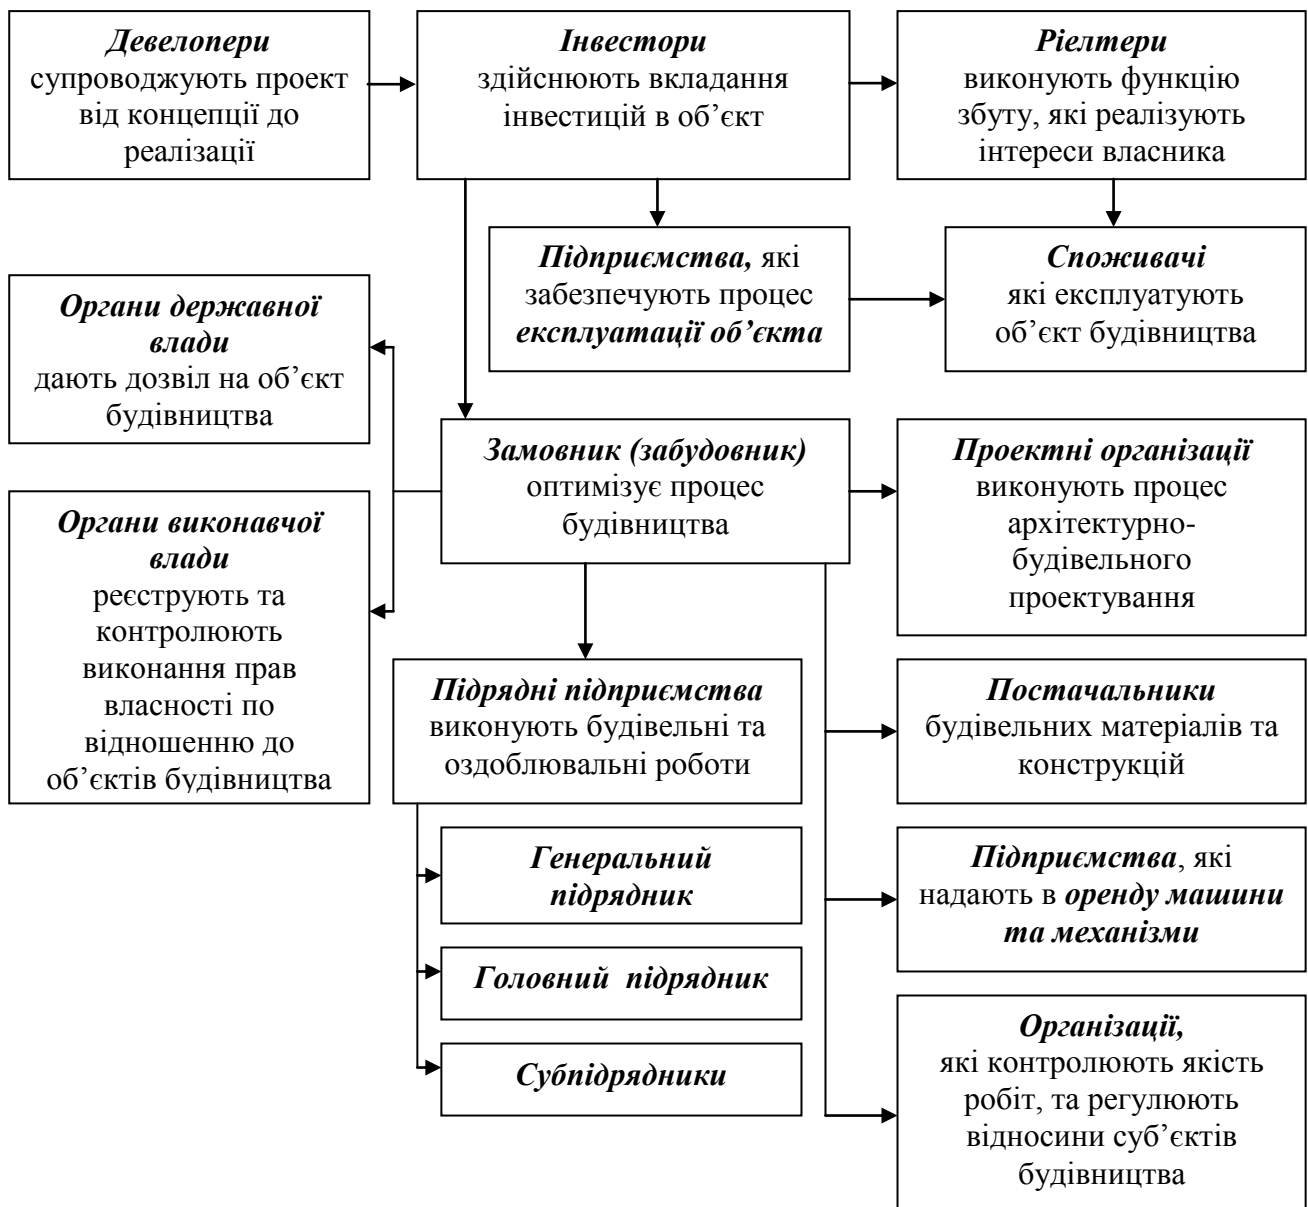 Девелопери
супроводжують проект
від концепції до
реалізації
Інвестори
здійснюють вкладання
інвестицій в об’єкт
Ріелтери
виконують функцію
збуту, які реалізують
інтереси власника
Підприємства, які
забезпечують процес
експлуатації об’єкта
Споживачі
які експлуатують
об’єкт будівництва
Органи державної
влади
дають дозвіл на об’єкт
будівництва
Замовник (забудовник)
оптимізує процес
будівництва
Проектні організації
виконують процес
архітектурно-
будівельного
проектування
Органи виконавчої
влади
реєструють та
контролюють
виконання прав
власності по
відношенню до
об’єктів будівництва
Підрядні підприємства
виконують будівельні та
оздоблювальні роботи
Постачальники
будівельних матеріалів та
конструкцій
Генеральний
підрядник
Підприємства, які
надають в оренду машини
та механізми
Головний підрядник
Субпідрядники
Організації,
які контролюють якість
робіт, та регулюють
відносини суб’єктів
будівництва